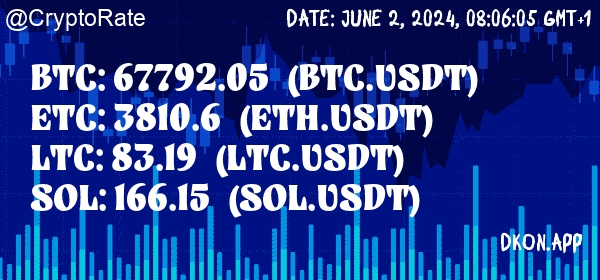 @CryptoRate
DATE: JUNE 2, 2024, 08:06:05 GMT+1
BTC: 67792.05 (BTC.USDT)
ETC: 3810.6 (ETH.USDT)
LTC: 83.19 (LTC.USDT)
SOL: 166.15 (SOL.USDT)
DKON.APP